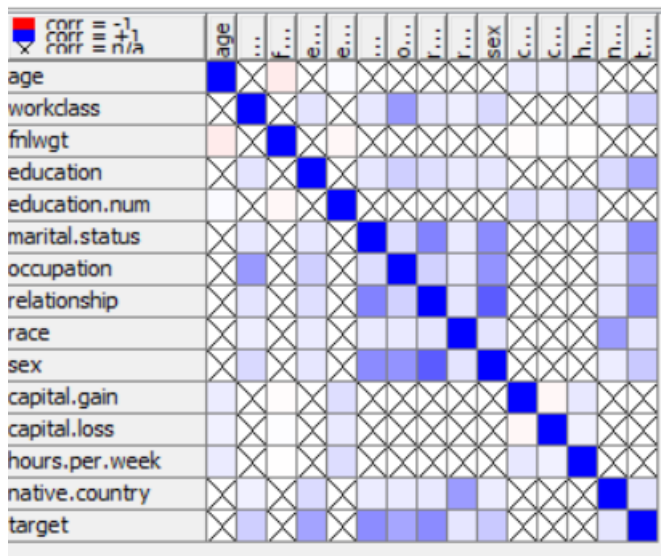 corr = -1
corr = +1
corr = n/a
age
...
f...
e...
e...
...
o...
r...
r...
sex
c...
c...
h...
n...
t...
age
workclass
fnlwgt
education
education.num
marital.status
occupation
relationship
race
sex
capital.gain
capital.loss
hours.per.week
native.country
target